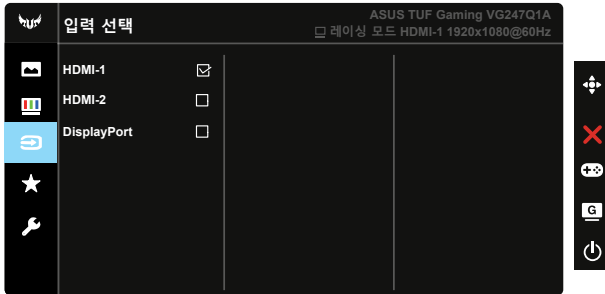 입력 선택
ASUS TUF Gaming VG247Q1A
레이싱 모드 HDMI-1 1920x1080@60Hz
HDMI-1
HDMI-2
DisplayPort
G